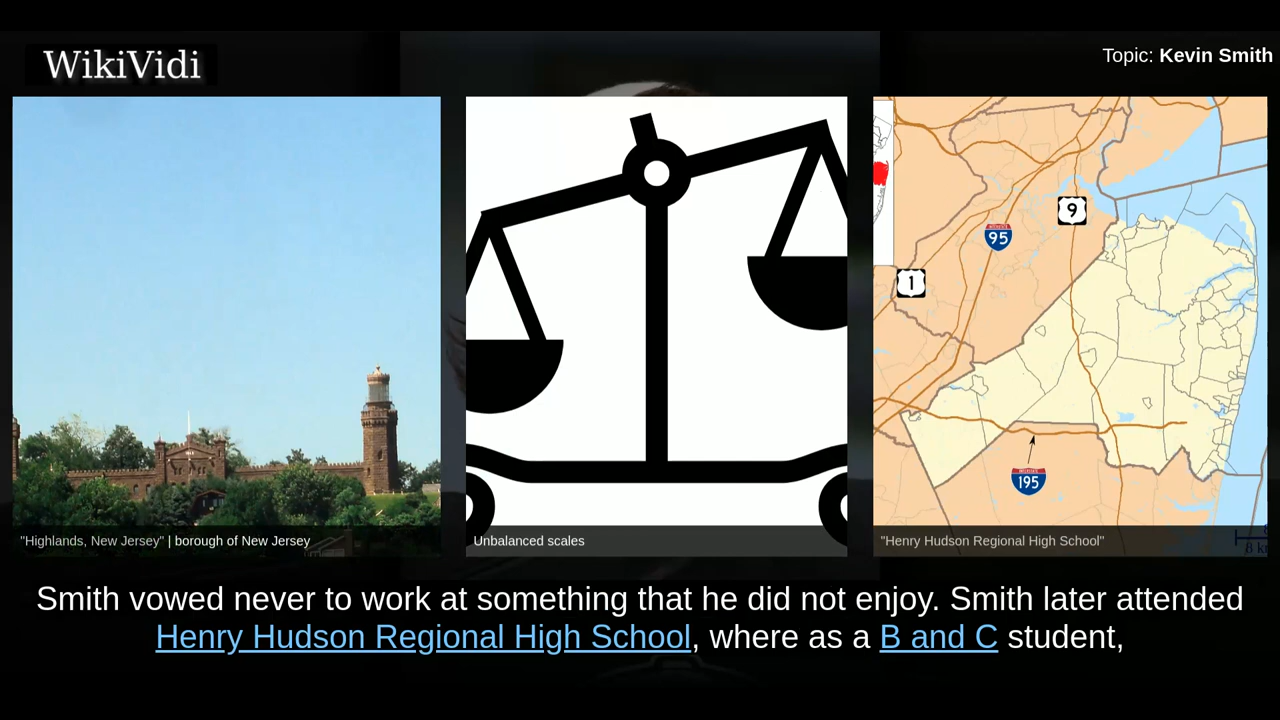 WikiVidi
Topic: Kevin Smith
9
95
1
195
8 km
"Highlands, New Jersey" | borough of New Jersey
Unbalanced scales
"Henry Hudson Regional High School"
Smith vowed never to work at something that he did not enjoy. Smith later attended
Henry Hudson Regional High School, where as a B and C student,